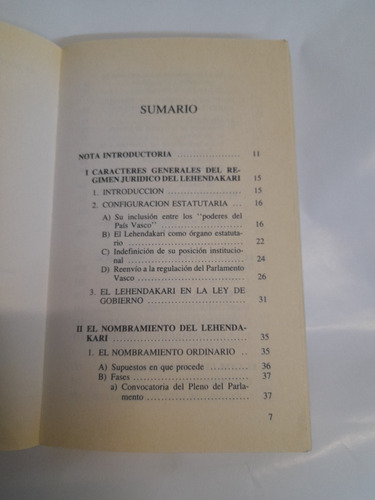 SUMARIO
NOTA INTRODUCTORIA ..................... 11
I CARACTERES GENERALES DEL RE-
GIMEN JURIDICO DEL LEHENDAKARI 15
1. INTRODUCCION ..................... 15
2. CONFIGURACION ESTATUTARIA ... 16
A) Su inclusión entre los "poderes del
País Vasco" ..................... 16
B) El Lehendakari como órgano estatu-
tario ..................... 22
C) Indefinición de su posición institucio-
nal ..................... 24
D) Reenvío a la regulación del Parlamento
Vasco ..................... 26
3. EL LEHENDAKARI EN LA LEY DE
GOBIERNO ..................... 31
II EL NOMBRAMIENTO DEL LEHENDA-
KARI ..................... 35
1. EL NOMBRAMIENTO ORDINARIO .. 35
A) Supuestos en que procede ........... 36
B) Fases ..................... 37
a) Convocatoria del Pleno del Parla-
mento ..................... 37
7